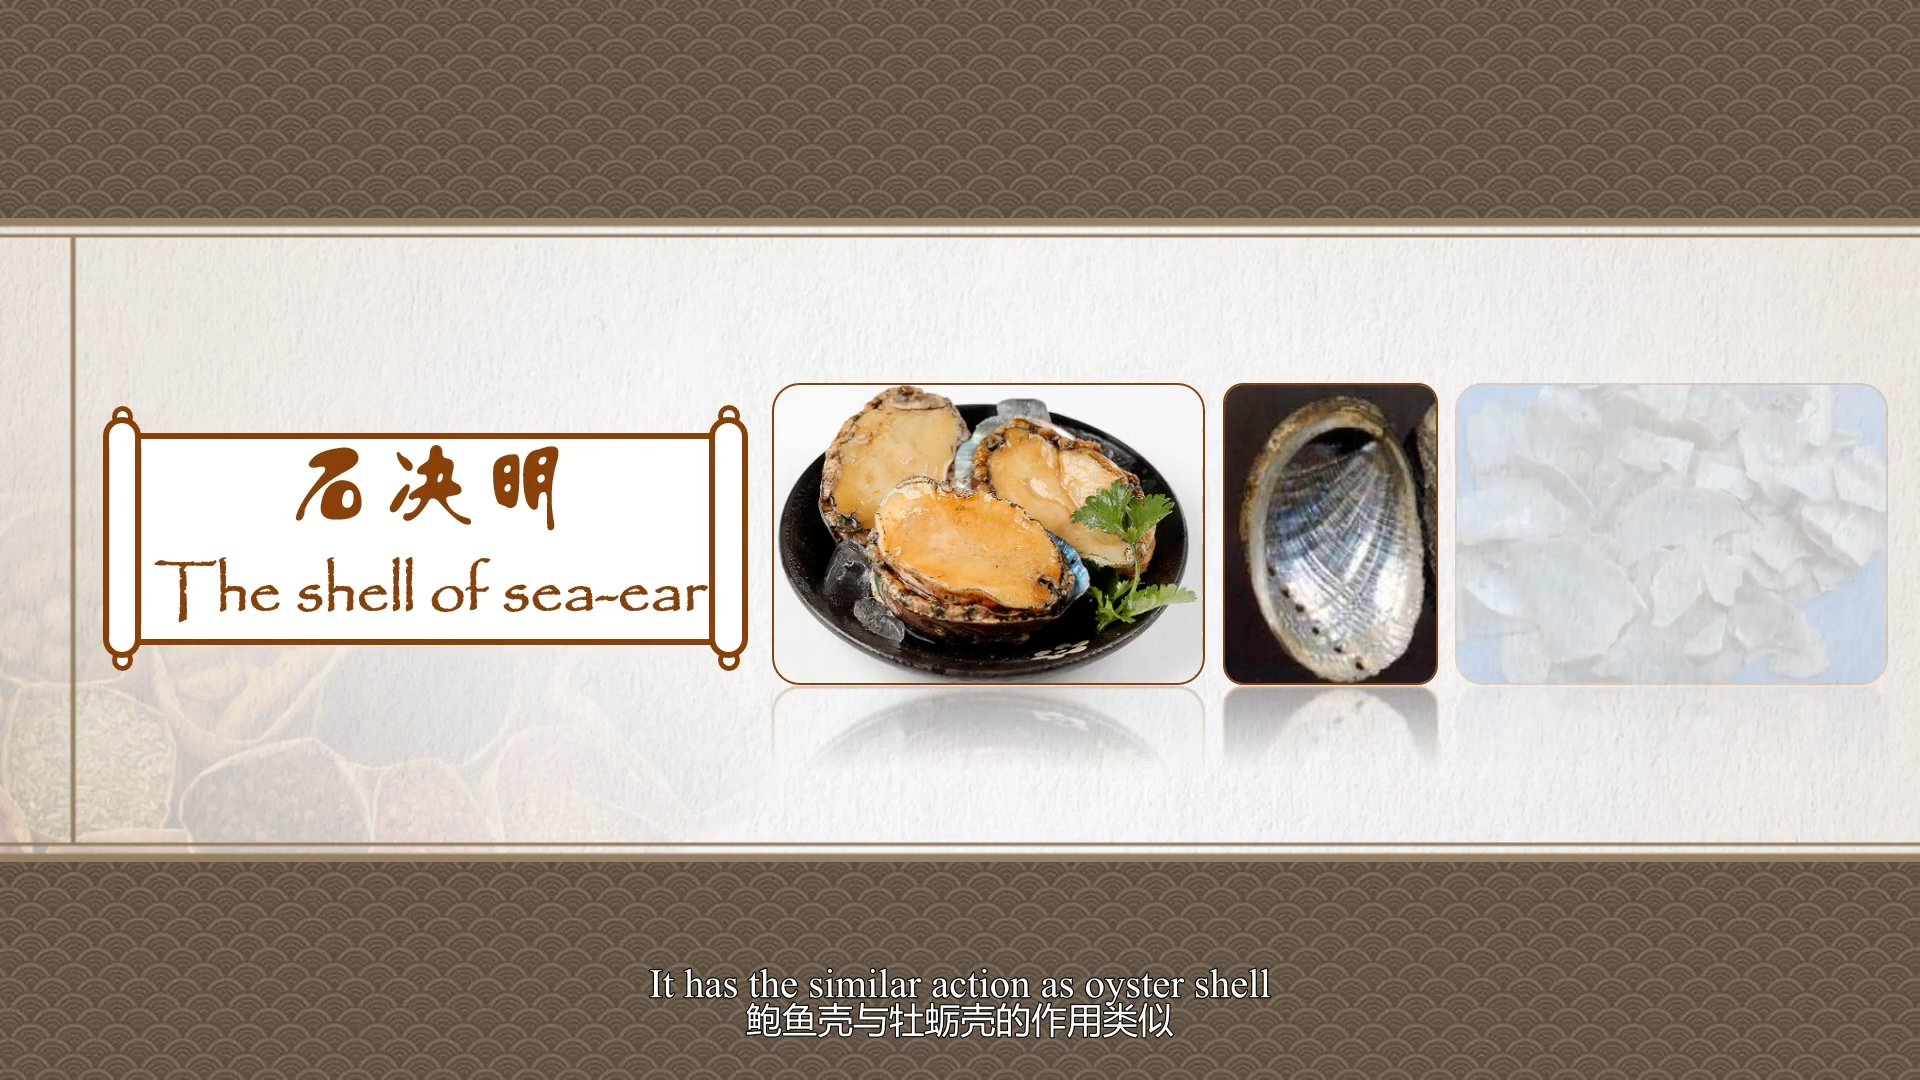 石决明
The shell of sea-ear
It has the similar action as oyster shell
鲍鱼壳与牡蛎壳的作用类似